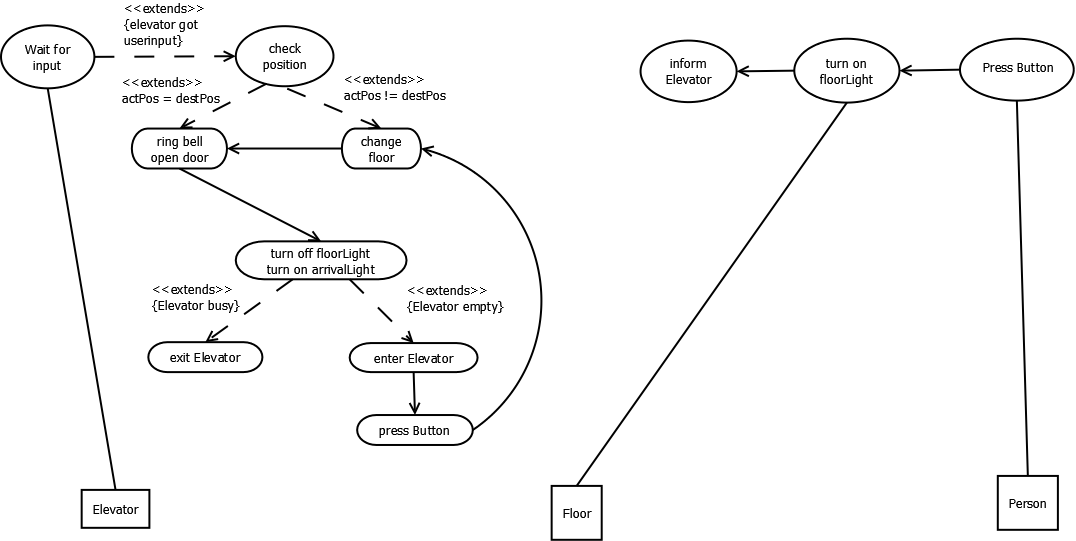 <<extends>>
{elevator got
userinput}
Wait for
input
check
position
<<extends>>
actPos = destPos
<<extends>>
actPos != destPos
ring bell
open door
change
floor
turn off floorLight
turn on arrivalLight
<<extends>>
{Elevator busy}
<<extends>>
{Elevator empty}
exit Elevator
enter Elevator
press Button
Elevator
inform
Elevator
turn on
floorLight
Press Button
Floor
Person